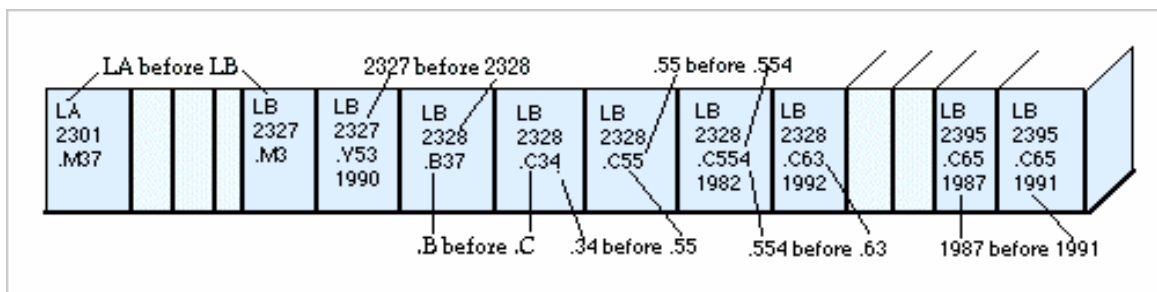 LA before LB
2327 before 2328
.55 before .554
LA
2301
.M37
LB
2327
.M3
LB
2327
.Y53
1990
LB
2328
.B37
LB
2328
.C34
LB
2328
.C55
LB
2328
.C554
1982
LB
2328
.C63
1992
LB
2395
.C65
1987
LB
2395
.C65
1991
.B before .C
.34 before .55
.554 before .63
1987 before 1991